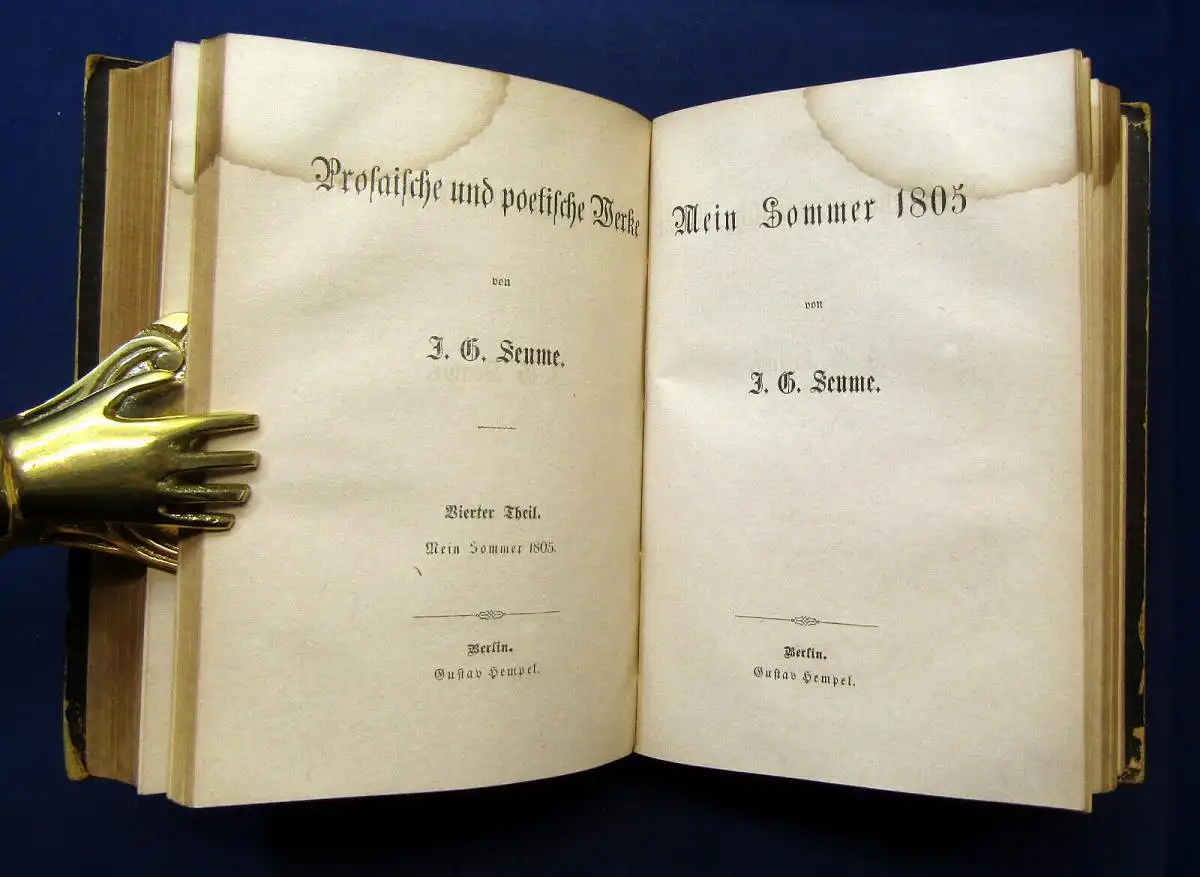 Prosaische und poetische Werke
von
J. G. Seume.
Vierter Theil.
Mein Sommer 1805.
Berlin.
Gustav Hempel.
Mein Sommer 1805
von
J. G. Seume.
Berlin.
Gustav Hempel.